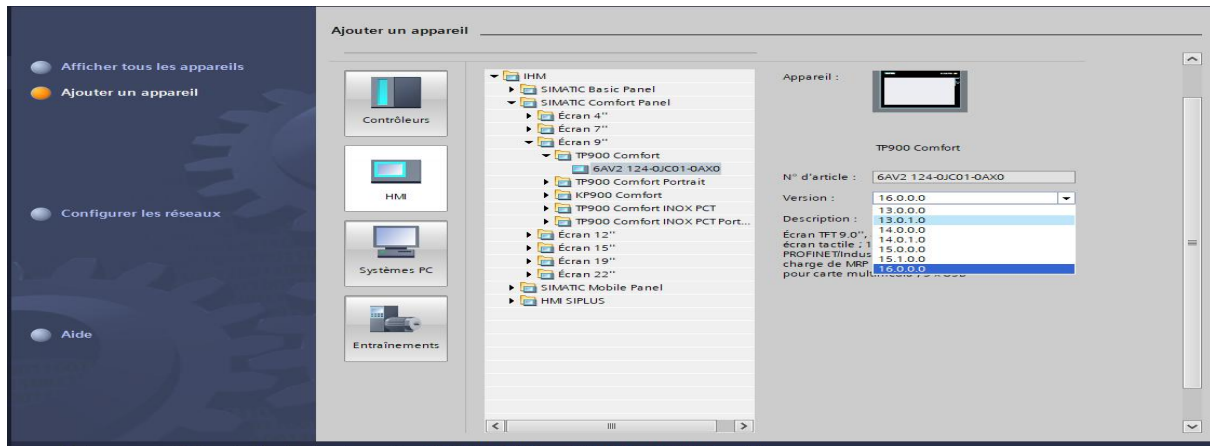 Ajouter un appareil
Afficher tous les appareils
Ajouter un appareil
Configurer les réseaux
Aide
Contrôleurs
HMI
Systèmes PC
Entraînements
IHM
SIMATIC Basic Panel
SIMATIC Comfort Panel
Écran 4"
Écran 7"
Écran 9"
TP900 Comfort
6AV2 124-0JC01-0AX0
TP900 Comfort Portrait
KP900 Comfort
TP900 Comfort INOX PCT
TP900 Comfort INOX PCT Port...
Écran 12"
Écran 15"
Écran 19"
Écran 22"
SIMATIC Mobile Panel
HMI SIPLUS
Appareil :
TP900 Comfort
N° d'article : 6AV2 124-0JC01-0AX0
Version : 16.0.0.0
13.0.0.0
13.0.1.0
14.0.0.0
14.0.1.0
15.0.0.0
15.1.0.0
16.0.0.0
Description :
Écran TFT 9.0",
écran tactile ; 1
PROFINET/Indus
charge de MRP
pour carte